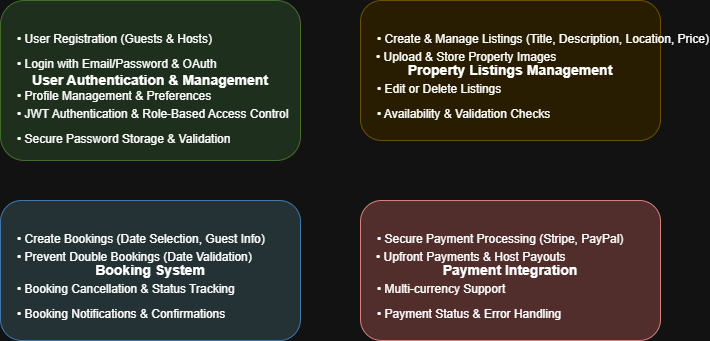 • User Registration (Guests & Hosts)
• Login with Email/Password & OAuth
User Authentication & Management
• Profile Management & Preferences
• JWT Authentication & Role-Based Access Control
• Secure Password Storage & Validation
• Create & Manage Listings (Title, Description, Location, Price)
• Upload & Store Property Images
Property Listings Management
• Edit or Delete Listings
• Availability & Validation Checks
• Create Bookings (Date Selection, Guest Info)
• Prevent Double Bookings (Date Validation)
Booking System
• Booking Cancellation & Status Tracking
• Booking Notifications & Confirmations
• Secure Payment Processing (Stripe, PayPal)
• Upfront Payments & Host Payouts
Payment Integration
• Multi-currency Support
• Payment Status & Error Handling